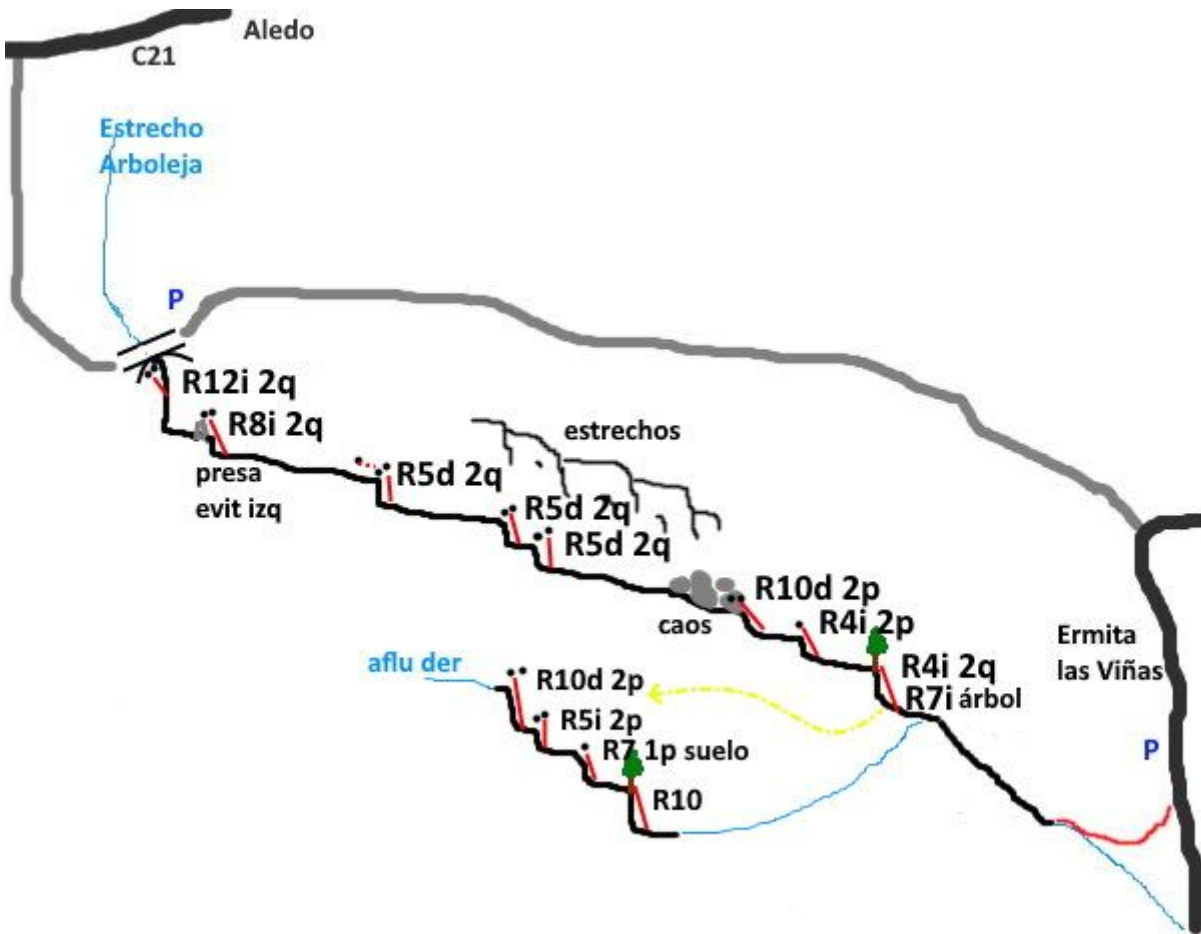 Aledo
C21
Estrecho
Arboleja
P
R12i 2q
R8i 2q
presa
evit izq
R5d 2q
estrechos
R5d 2q
R5d 2q
caos
R10d 2p
R4i 2p
R4i 2q
R7i árbol
Ermita
las Viñas
P
aflu der
R10d 2p
R5i 2p
R7 1p suelo
R10